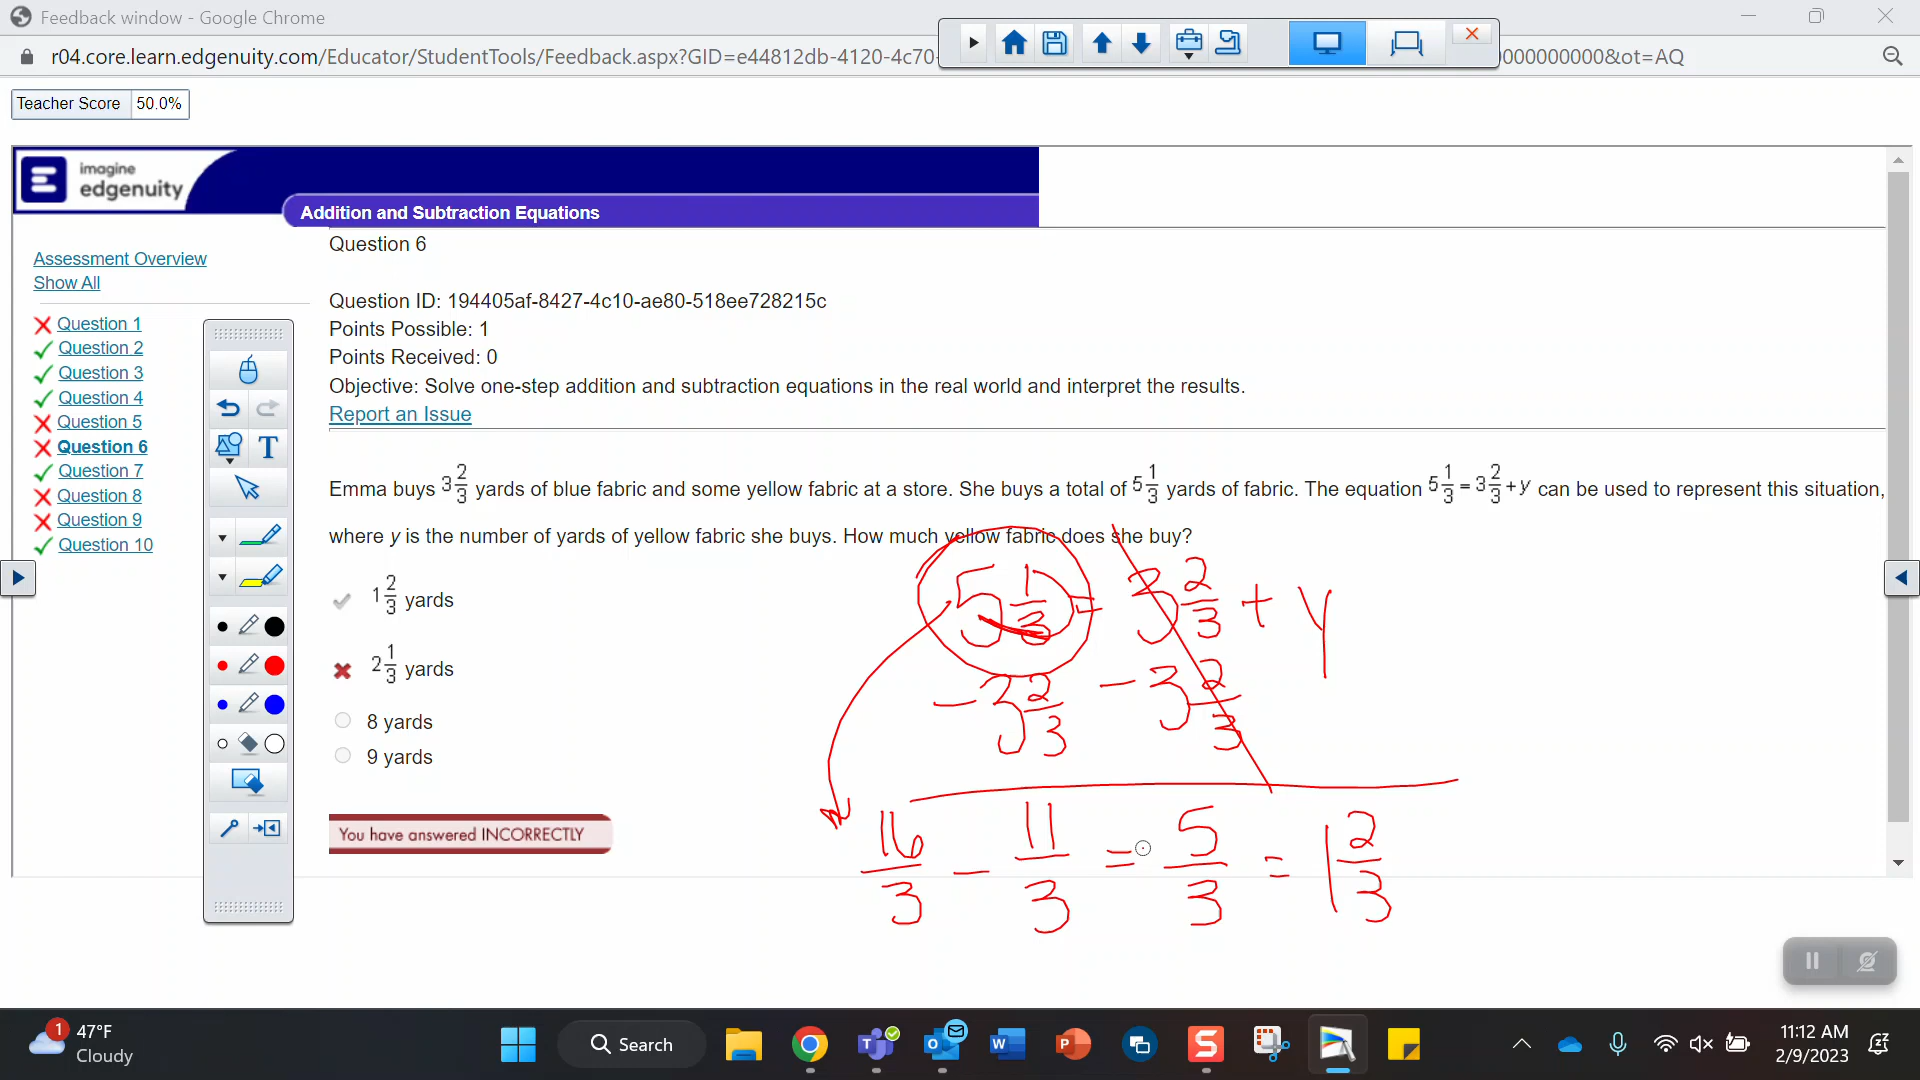 Feedback window - Google Chrome
r04.core.learn.edgenuity.com/Educator/StudentTools/Feedback.aspx?GID=e44812db-4120-4c70- 000000000&ot=AQ
Teacher Score 50.0%
imagine
edgenuity
Addition and Subtraction Equations
Question 6
Assessment Overview
Show All
Question 1
Question 2
Question 3
Question 4
Question 5
Question 6
Question 7
Question 8
Question 9
Question 10
T
Question ID: 194405af-8427-4c10-ae80-518ee728215c
Points Possible: 1
Points Received: 0
Objective: Solve one-step addition and subtraction equations in the real world and interpret the results.
Report an Issue
Emma buys 3 2/3 yards of blue fabric and some yellow fabric at a store. She buys a total of 5 1/3 yards of fabric. The equation 5 1/3 = 3 2/3 + y can be used to represent this situation,
where y is the number of yards of yellow fabric she buys. How much yellow fabric does she buy?
1 2/3 yards
2 1/3 yards
8 yards
9 yards
You have answered INCORRECTLY
5 1/3 = 3 2/3 + y
- 3 2/3 - 3 2/3
16/3 - 11/3 = 5/3 = 1 2/3
1
47°F
Cloudy
Search
11:12 AM
2/9/2023